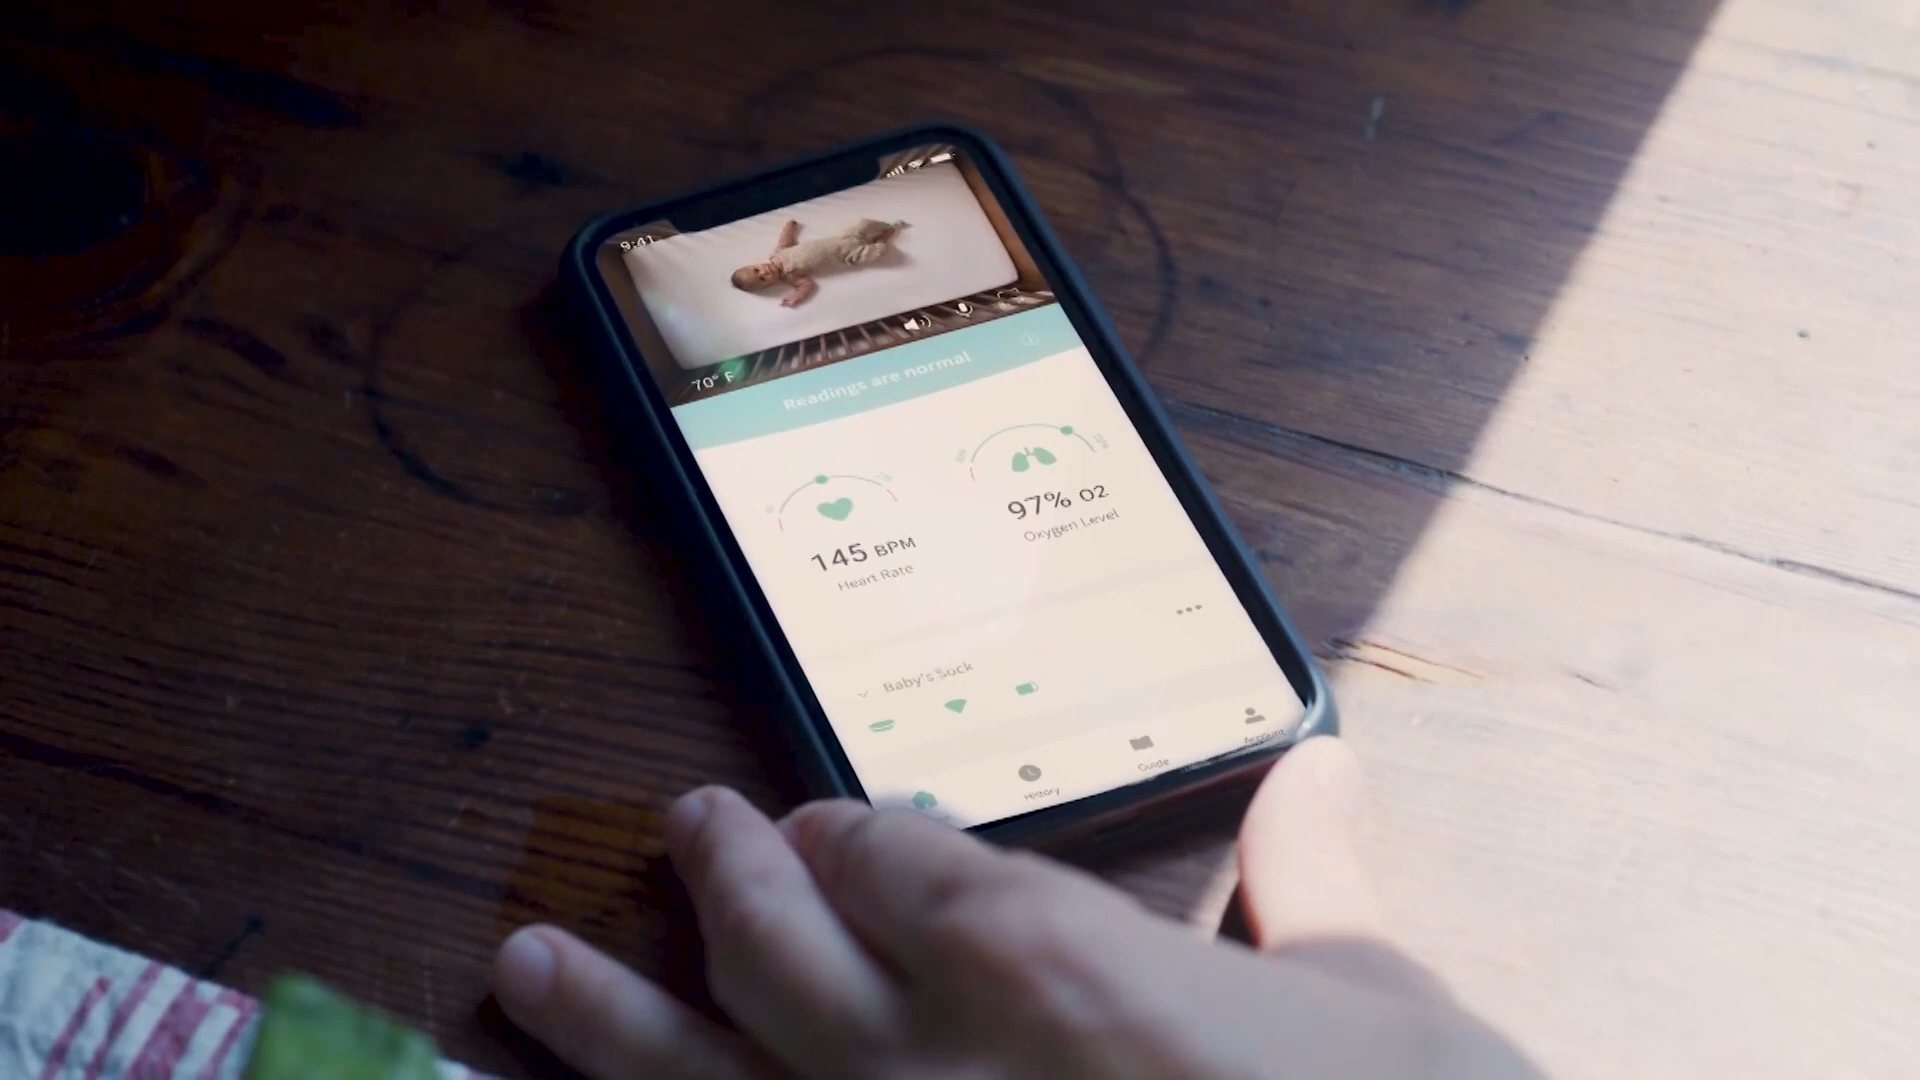 9:41
70° F
Readings are normal
145 BPM
Heart Rate
97% O2
Oxygen Level
Baby's Sock
History
Guide
Account